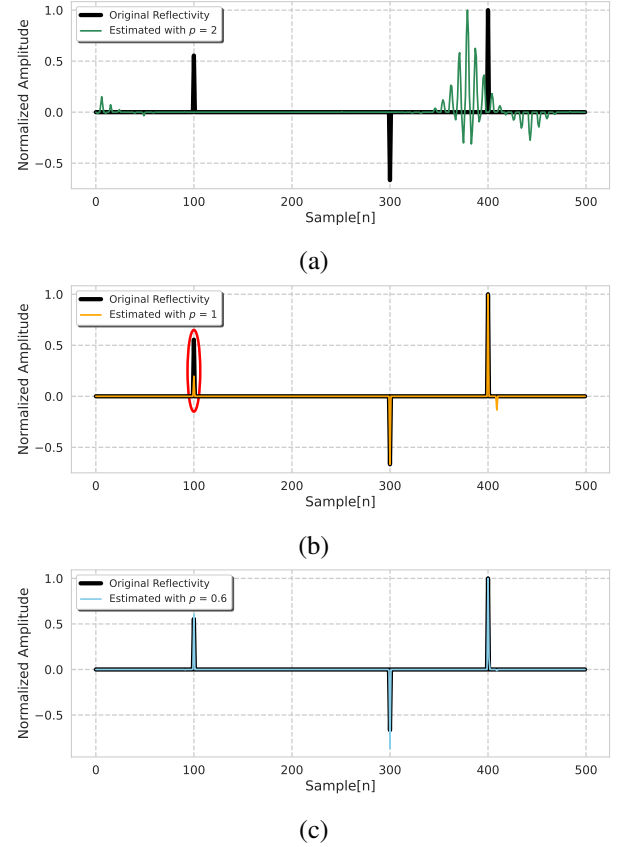 Original Reflectivity
Estimated with p = 2
Normalized Amplitude
1.0
0.5
0.0
−0.5
0 100 200 300 400 500
Sample[n]
(a)
Original Reflectivity
Estimated with p = 1
Normalized Amplitude
1.0
0.5
0.0
−0.5
0 100 200 300 400 500
Sample[n]
(b)
Original Reflectivity
Estimated with p = 0.6
Normalized Amplitude
1.0
0.5
0.0
−0.5
0 100 200 300 400 500
Sample[n]
(c)